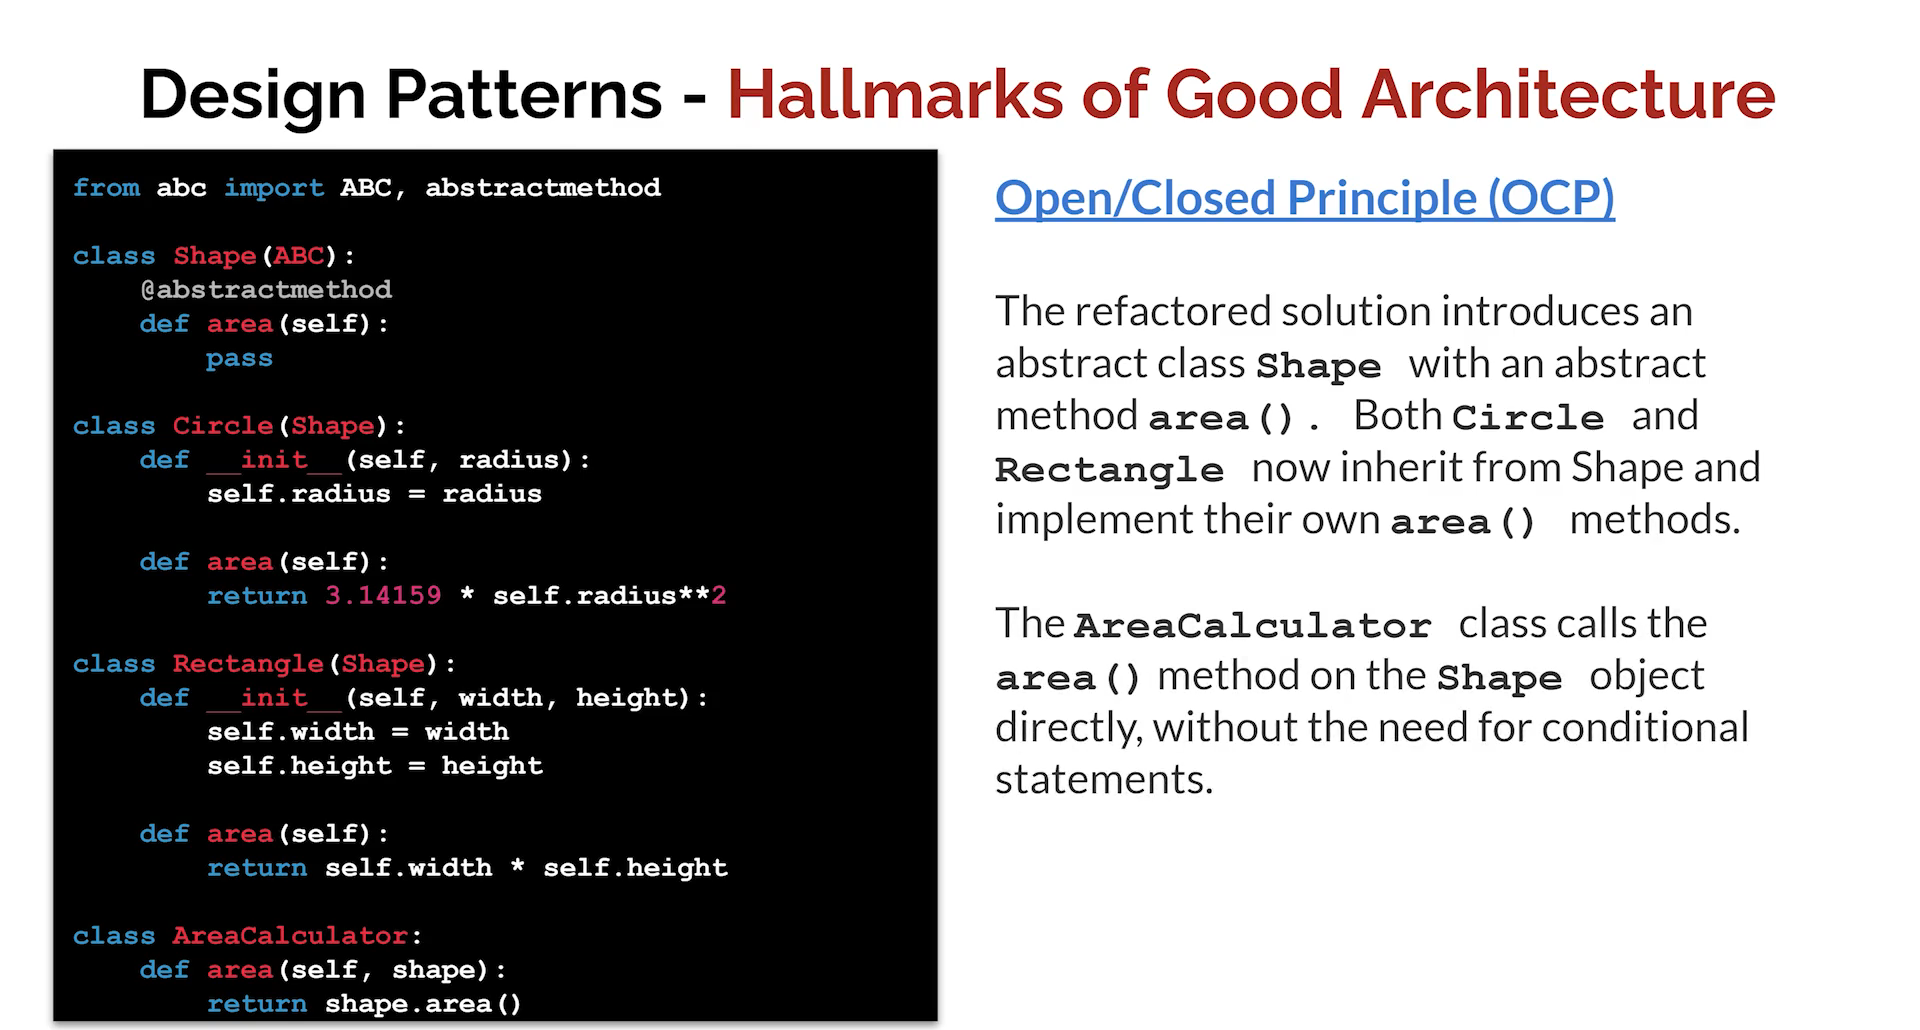 Design Patterns - Hallmarks of Good Architecture
from abc import ABC, abstractmethod
class Shape(ABC):
    @abstractmethod
    def area(self):
        pass
class Circle(Shape):
    def __init__(self, radius):
        self.radius = radius
    def area(self):
        return 3.14159 * self.radius**2
class Rectangle(Shape):
    def __init__(self, width, height):
        self.width = width
        self.height = height
    def area(self):
        return self.width * self.height
class AreaCalculator:
    def area(self, shape):
        return shape.area()
Open/Closed Principle (OCP)
The refactored solution introduces an
abstract class Shape with an abstract
method area(). Both Circle and
Rectangle now inherit from Shape and
implement their own area() methods.
The AreaCalculator class calls the
area() method on the Shape object
directly, without the need for conditional
statements.